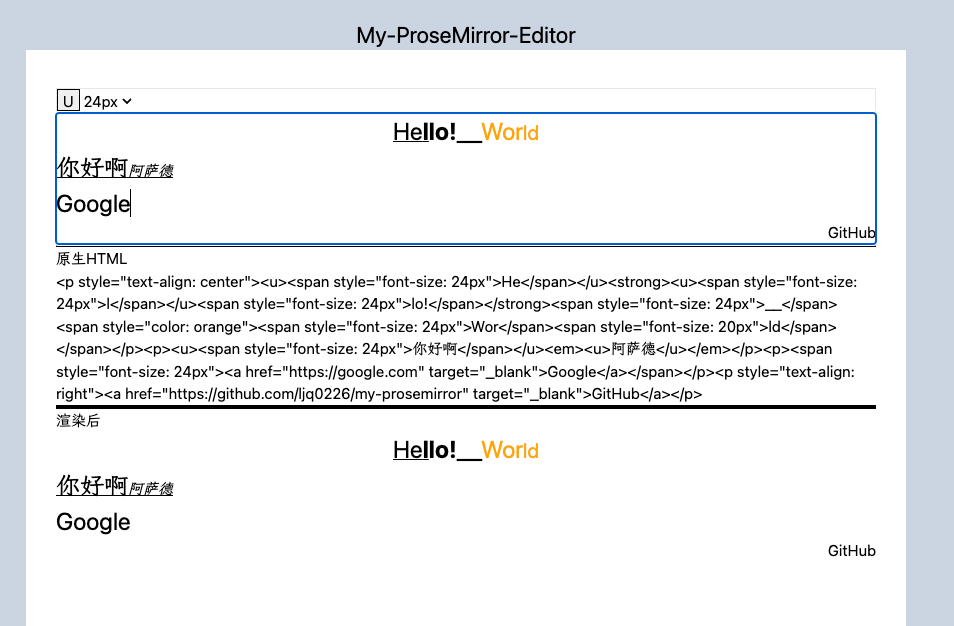 My-ProseMirror-Editor
U 24px
Hello!__World
你好啊阿萨德
Google
GitHub
原生HTML
<p style="text-align: center"><u><span style="font-size: 24px">He</span></u><strong><u><span style="font-size:
24px">l</span></u><span style="font-size: 24px">lo!</span></strong><span style="font-size: 24px">__</span>
<span style="color: orange"><span style="font-size: 24px">Wor</span><span style="font-size: 20px">ld</span>
</span></p><p><u><span style="font-size: 24px">你好啊</span></u><em><u>阿萨德</u></em></p><p><span
style="font-size: 24px"><a href="https://google.com" target="_blank">Google</a></span></p><p style="text-align:
right"><a href="https://github.com/ljq0226/my-prosemirror" target="_blank">GitHub</a></p>
渲染后
Hello!__World
你好啊阿萨德
Google
GitHub